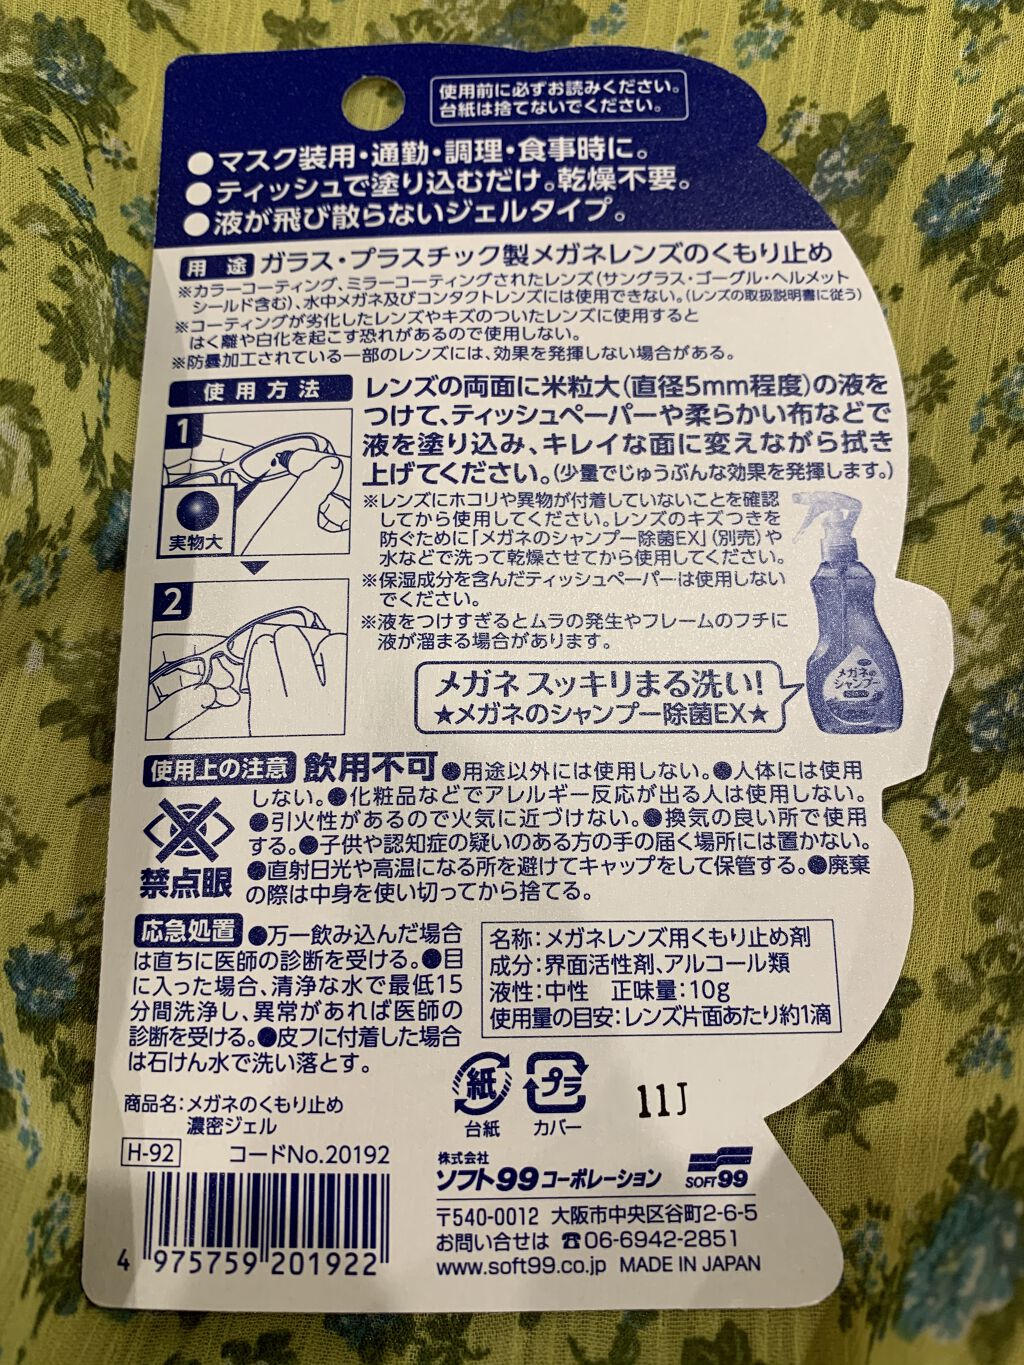 使用前に必ずお読みください。
台紙は捨てないでください。
●マスク装用・通勤・調理・食事時に。
●ティッシュで塗り込むだけ。乾燥不要。
●液が飛び散らないジェルタイプ。
用途 ガラス・プラスチック製メガネレンズのくもり止め
※カラーコーティング、ミラーコーティングされたレンズ(サングラス・ゴーグル・ヘルメット
シールド含む)、水中メガネ及びコンタクトレンズには使用できない。(レンズの取扱説明書に従う)
※コーティングが劣化したレンズやキズのついたレンズに使用すると
はく離や白化を起こす恐れがあるので使用しない。
※防曇加工されている一部のレンズには、効果を発揮しない場合がある。
使用方法
レンズの両面に米粒大(直径5mm程度)の液を
つけて、ティッシュペーパーや柔らかい布などで
液を塗り込み、キレイな面に変えながら拭き
上げてください。(少量でじゅうぶんな効果を発揮します。)
1
実物大
2
※レンズにホコリや異物が付着していないことを確認
してから使用してください。レンズのキズつきを
防ぐために「メガネのシャンプー除菌EX」(別売)や
水などで洗って乾燥させてから使用してください。
※保湿成分を含んだティッシュペーパーは使用しない
でください。
※液をつけすぎるとムラの発生やフレームのフチに
液が溜まる場合があります。
メガネの
シャンプー
メガネ スッキリまる洗い!
★メガネのシャンプー除菌EX★
使用上の注意 飲用不可 ●用途以外には使用しない。●人体には使用
しない。●化粧品などでアレルギー反応が出る人は使用しない。
●引火性があるので火気に近づけない。●換気の良い所で使用
する。●子供や認知症の疑いのある方の手の届く場所には置かない。
●直射日光や高温になる所を避けてキャップをして保管する。●廃棄
の際は中身を使い切ってから捨てる。
禁点眼
応急処置 ●万一飲み込んだ場合
は直ちに医師の診断を受ける。●目
に入った場合、清浄な水で最低15
分間洗浄し、異常があれば医師の
診断を受ける。●皮フに付着した場合
は石けん水で洗い落とす。
名称:メガネレンズ用くもり止め剤
成分:界面活性剤、アルコール類
液性:中性 正味量:10g
使用量の目安:レンズ片面あたり約1滴
紙
台紙
プラ
カバー
11J
商品名:メガネのくもり止め
濃密ジェル
H-92 コードNo.20192
4 975759 201922
株式会社
ソフト99コーポレーション
SOFT99
〒540-0012 大阪市中央区谷町2-6-5
お問い合せは ☎06-6942-2851
www.soft99.co.jp MADE IN JAPAN